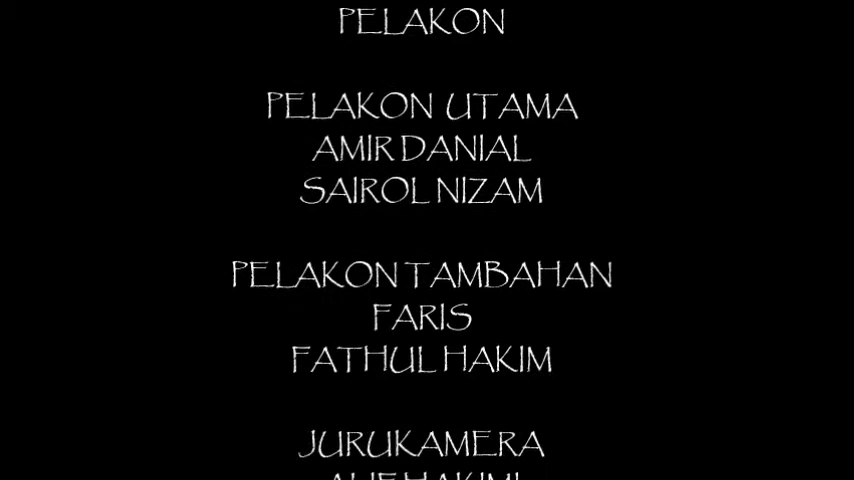 PELAKON
PELAKON UTAMA
AMIR DANIAL
SAIROL NIZAM
PELAKON TAMBAHAN
FARIS
FATHUL HAKIM
JURUKAMERA